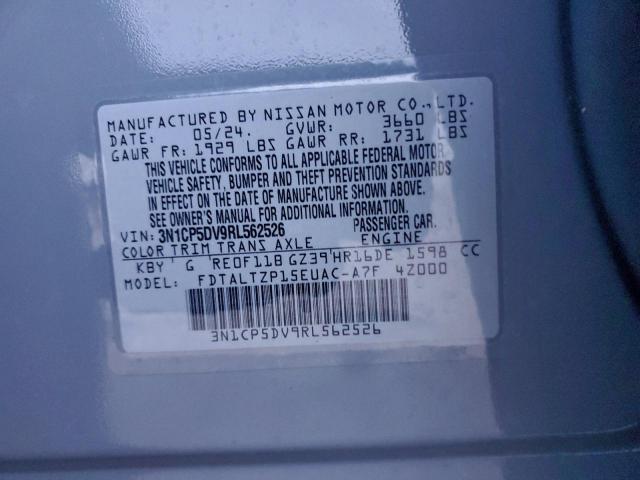 MANUFACTURED BY NISSAN MOTOR CO.,LTD.
DATE: 05/24. GVWR: 3660 LBS
GAWR FR: 1929 LBS GAWR RR: 1731 LBS
THIS VEHICLE CONFORMS TO ALL APPLICABLE FEDERAL MOTOR
VEHICLE SAFETY, BUMPER AND THEFT PREVENTION STANDARDS
IN EFFECT ON THE DATE OF MANUFACTURE SHOWN ABOVE.
SEE OWNER'S MANUAL FOR ADDITIONAL INFORMATION.
VIN: 3N1CP5DV9RL562526 PASSENGER CAR.
COLOR TRIM TRANS AXLE ENGINE
KBY G RE0F11B GZ39 HR16DE 1598 CC
FDTALTZP15EUAC-A7F 4Z000
3N1CP5DV9RL562526